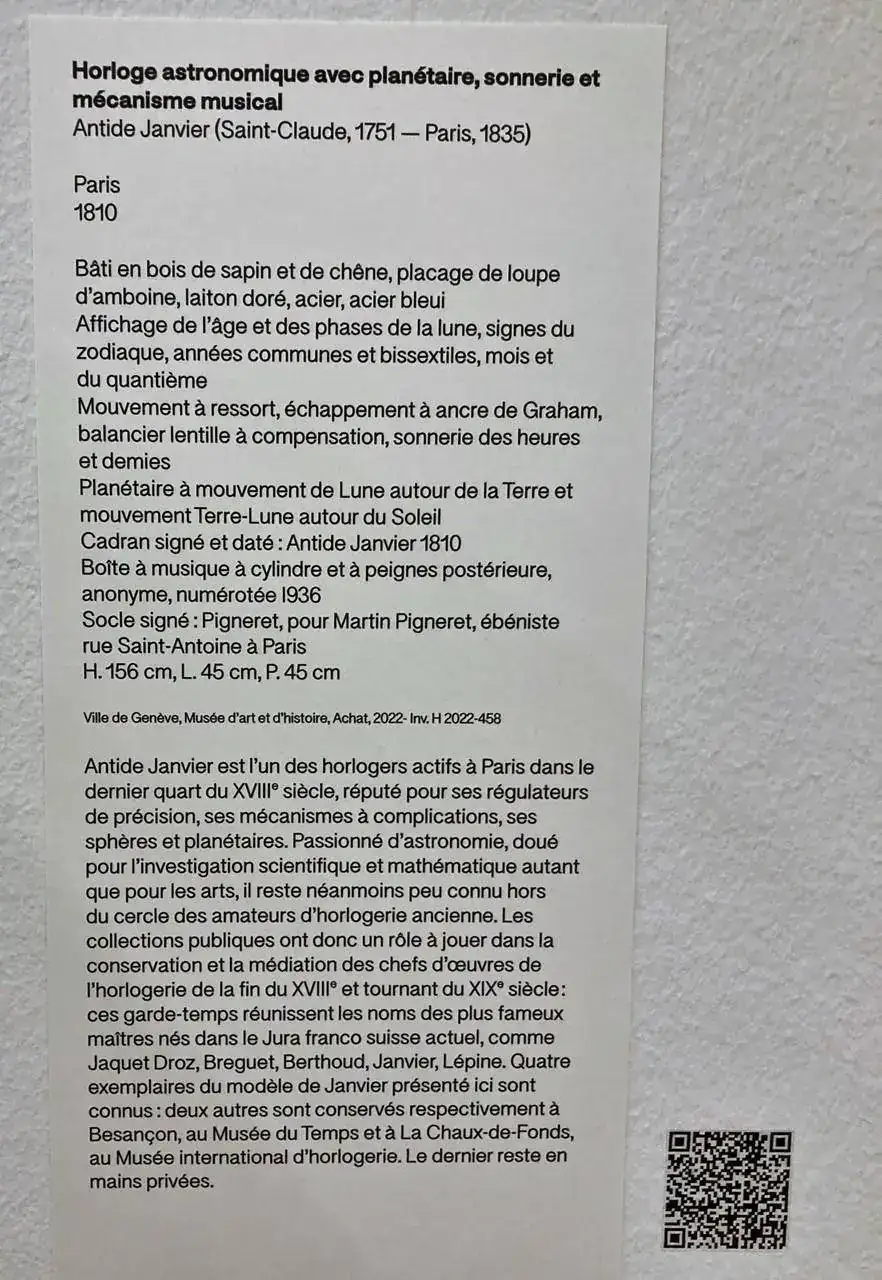 Horloge astronomique avec planétaire, sonnerie et
mécanisme musical
Antide Janvier (Saint-Claude, 1751 — Paris, 1835)
Paris
1810
Bâti en bois de sapin et de chêne, placage de loupe
d'amboine, laiton doré, acier, acier bleui
Affichage de l'âge et des phases de la lune, signes du
zodiaque, années communes et bissextiles, mois et
du quantième
Mouvement à ressort, échappement à ancre de Graham,
balancier lentille à compensation, sonnerie des heures
et demies
Planétaire à mouvement de Lune autour de la Terre et
mouvement Terre-Lune autour du Soleil
Cadran signé et daté : Antide Janvier 1810
Boîte à musique à cylindre et à peignes postérieure,
anonyme, numérotée I936
Socle signé : Pigneret, pour Martin Pigneret, ébéniste
rue Saint-Antoine à Paris
H. 156 cm, L. 45 cm, P. 45 cm
Ville de Genève, Musée d'art et d'histoire, Achat, 2022- Inv. H 2022-458
Antide Janvier est l'un des horlogers actifs à Paris dans le
dernier quart du XVIIIᵉ siècle, réputé pour ses régulateurs
de précision, ses mécanismes à complications, ses
sphères et planétaires. Passionné d'astronomie, doué
pour l'investigation scientifique et mathématique autant
que pour les arts, il reste néanmoins peu connu hors
du cercle des amateurs d'horlogerie ancienne. Les
collections publiques ont donc un rôle à jouer dans la
conservation et la médiation des chefs d'œuvres de
l'horlogerie de la fin du XVIIIᵉ et tournant du XIXᵉ siècle :
ces garde-temps réunissent les noms des plus fameux
maîtres nés dans le Jura franco suisse actuel, comme
Jaquet Droz, Breguet, Berthoud, Janvier, Lépine. Quatre
exemplaires du modèle de Janvier présenté ici sont
connus : deux autres sont conservés respectivement à
Besançon, au Musée du Temps et à La Chaux-de-Fonds,
au Musée international d'horlogerie. Le dernier reste en
mains privées.